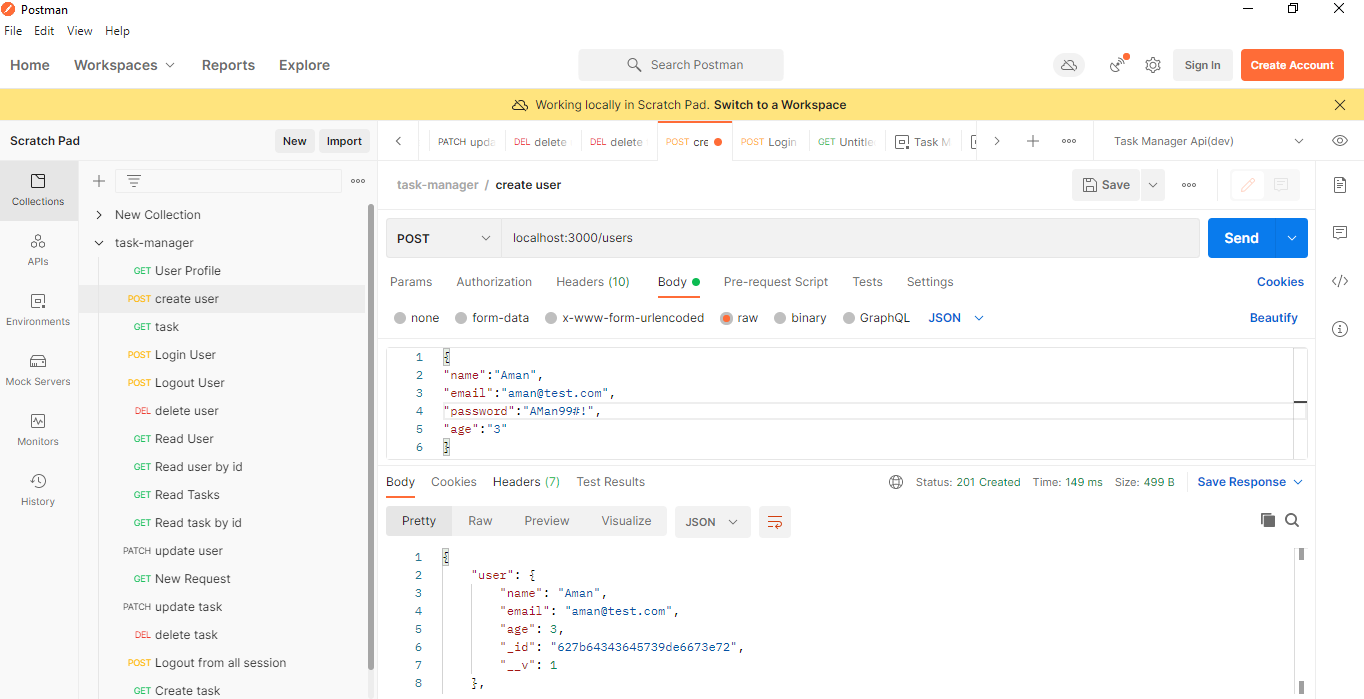 Postman
File Edit View Help
Home Workspaces Reports Explore Search Postman Sign In Create Account
Working locally in Scratch Pad. Switch to a Workspace
Scratch Pad New Import
PATCH upda DEL delete DEL delete POST cre POST Login GET Untitle Task M Task Manager Api(dev)
Collections
APIs
Environments
Mock Servers
Monitors
History
New Collection
task-manager
GET User Profile
POST create user
GET task
POST Login User
POST Logout User
DEL delete user
GET Read User
GET Read user by id
GET Read Tasks
GET Read task by id
PATCH update user
GET New Request
PATCH update task
DEL delete task
POST Logout from all session
GET Create task
task-manager / create user Save
POST localhost:3000/users Send
Params Authorization Headers (10) Body Pre-request Script Tests Settings Cookies
none form-data x-www-form-urlencoded raw binary GraphQL JSON Beautify
1 {
2 "name":"Aman",
3 "email":"aman@test.com",
4 "password":"AMan99#!",
5 "age":"3"
6 }
Body Cookies Headers (7) Test Results Status: 201 Created Time: 149 ms Size: 499 B Save Response
Pretty Raw Preview Visualize JSON
1 {
2 "user": {
3 "name": "Aman",
4 "email": "aman@test.com",
5 "age": 3,
6 "_id": "627b64343645739de6673e72",
7 "__v": 1
8 },